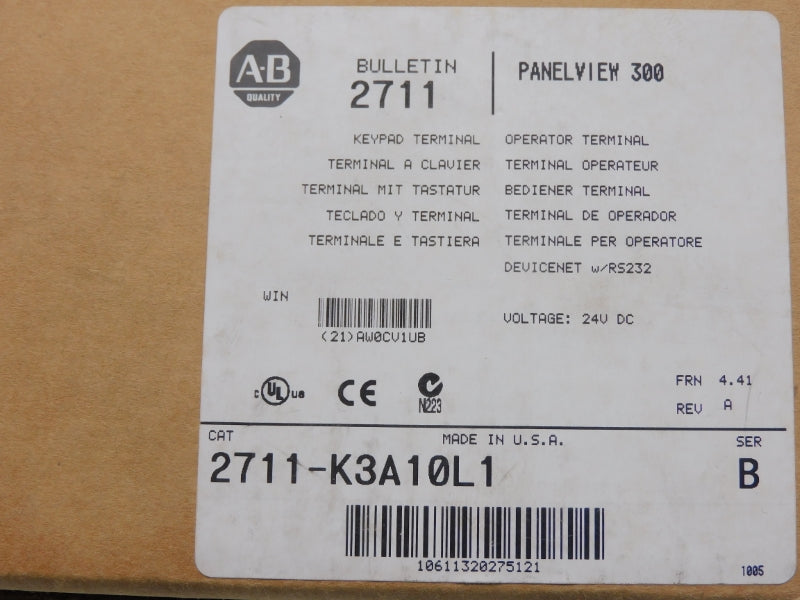 A-B
QUALITY
BULLETIN
2711
PANELVIEW 300
KEYPAD TERMINAL
TERMINAL A CLAVIER
TERMINAL MIT TASTATUR
TECLADO Y TERMINAL
TERMINALE E TASTIERA
OPERATOR TERMINAL
TERMINAL OPERATEUR
BEDIENER TERMINAL
TERMINAL DE OPERADOR
TERMINALE PER OPERATORE
DEVICENET w/RS232
WIN
(21)AW0CV1UB
VOLTAGE: 24V DC
C UL US
CE
N223
FRN 4.41
REV A
CAT
MADE IN U.S.A.
SER
2711-K3A10L1
B
10611320275121
1005